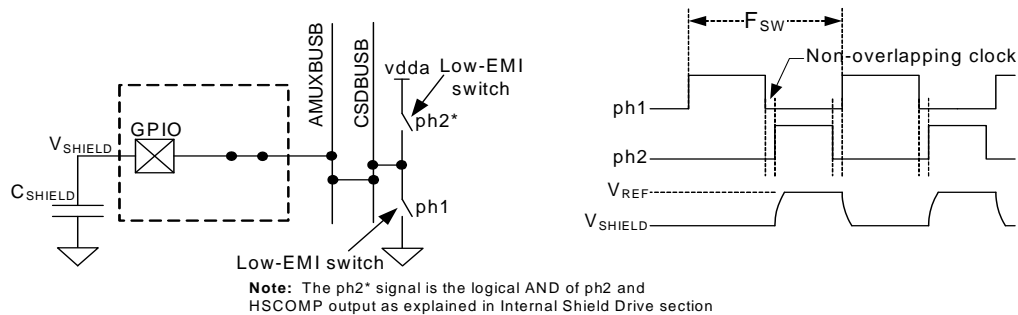 AMUXBUSB
CSDBUSB
vdda
Low-EMI
switch
ph2*
GPIO
VSHIELD
CSHIELD
ph1
Low-EMI switch
Note: The ph2* signal is the logical AND of ph2 and
HSCOMP output as explained in Internal Shield Drive section
FSW
Non-overlapping clock
ph1
ph2
VREF
VSHIELD